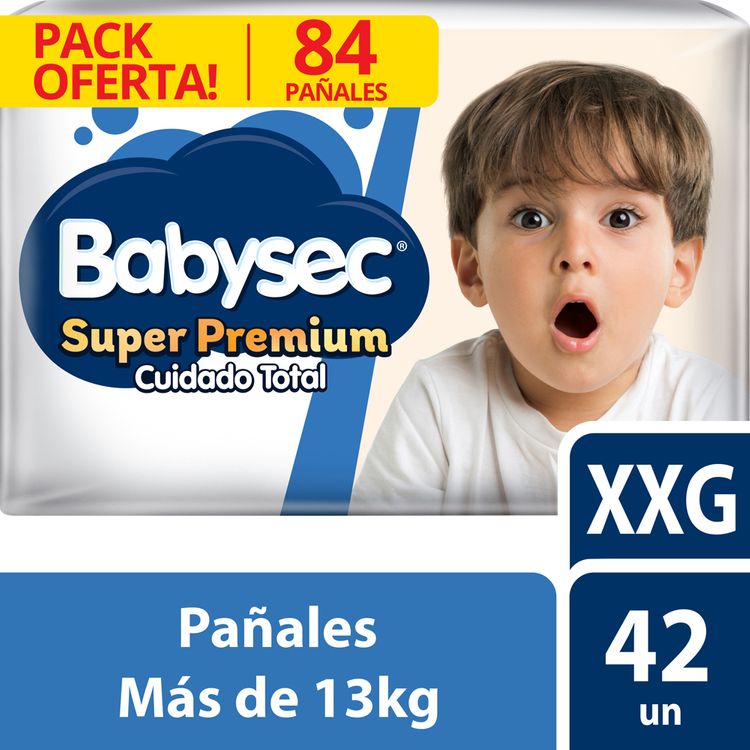 PACK
OFERTA!
84
PAÑALES
Babysec®
Super Premium
Cuidado Total
XXG
Pañales
Más de 13kg
42
un